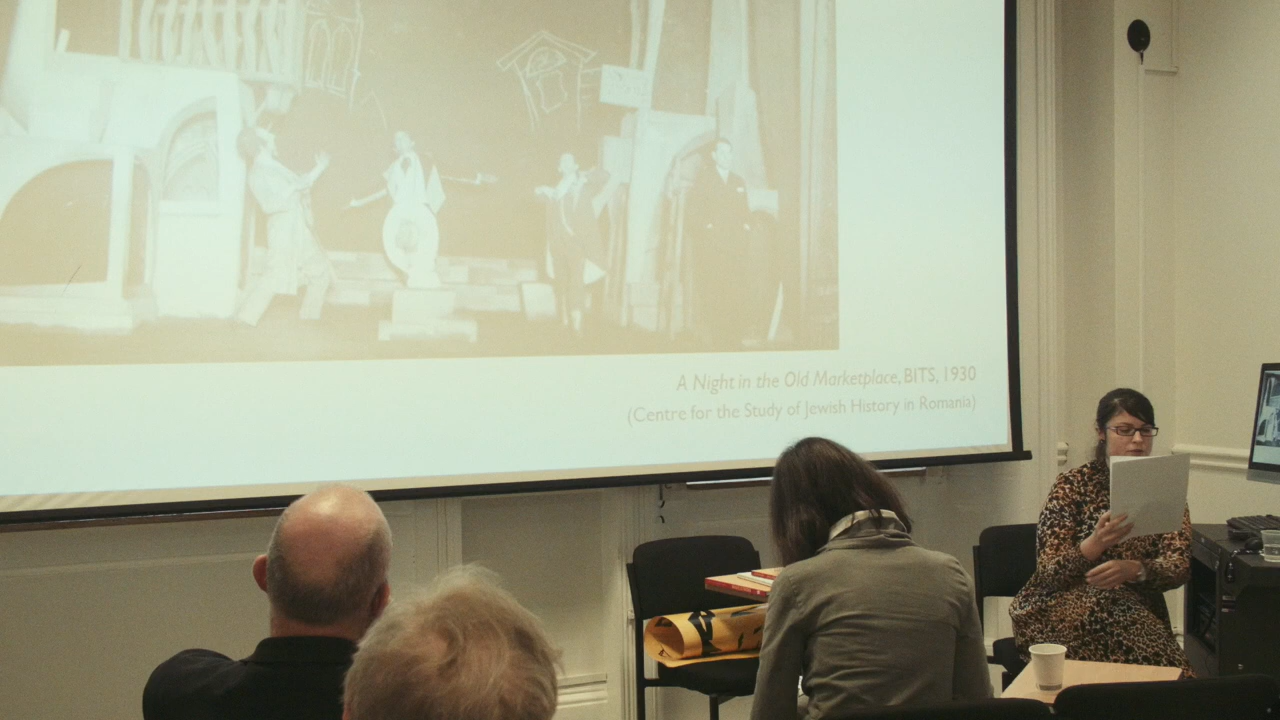 A Night in the Old Marketplace, BITS, 1930
(Centre for the Study of Jewish History in Romania)